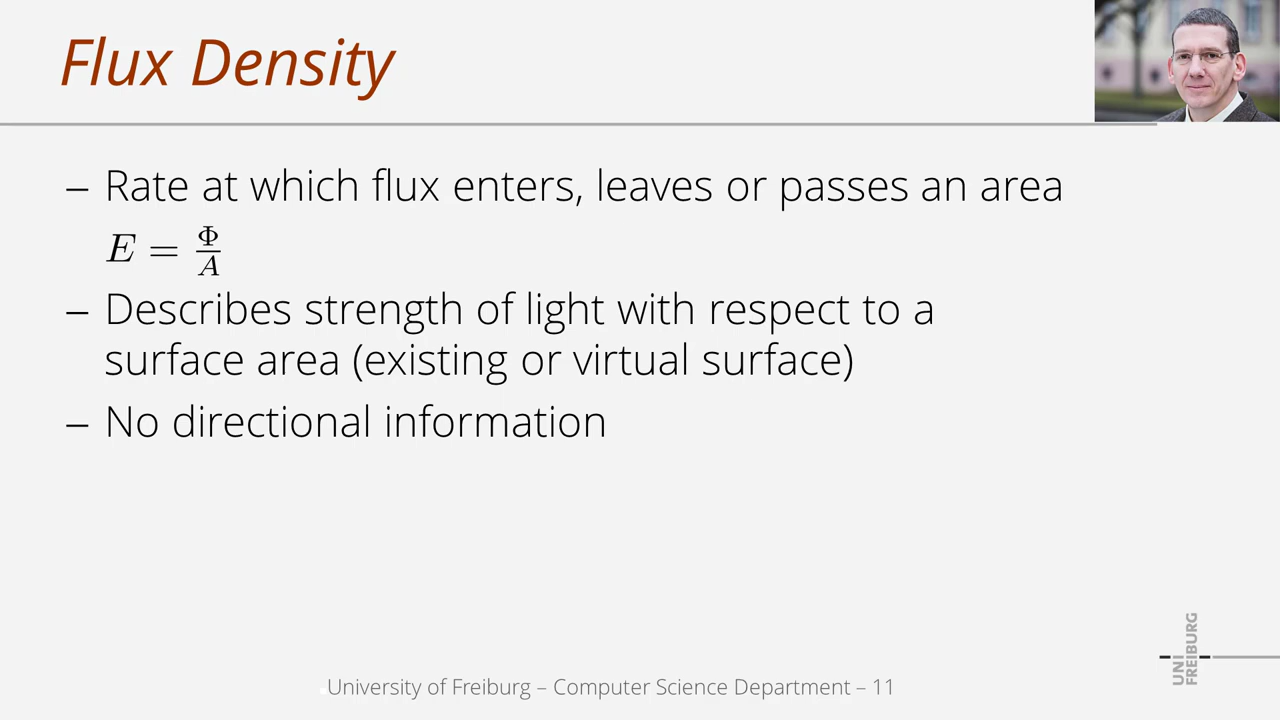 Flux Density
– Rate at which flux enters, leaves or passes an area
E = Φ/A
– Describes strength of light with respect to a
surface area (existing or virtual surface)
– No directional information
UNI
FREIBURG
University of Freiburg – Computer Science Department – 11